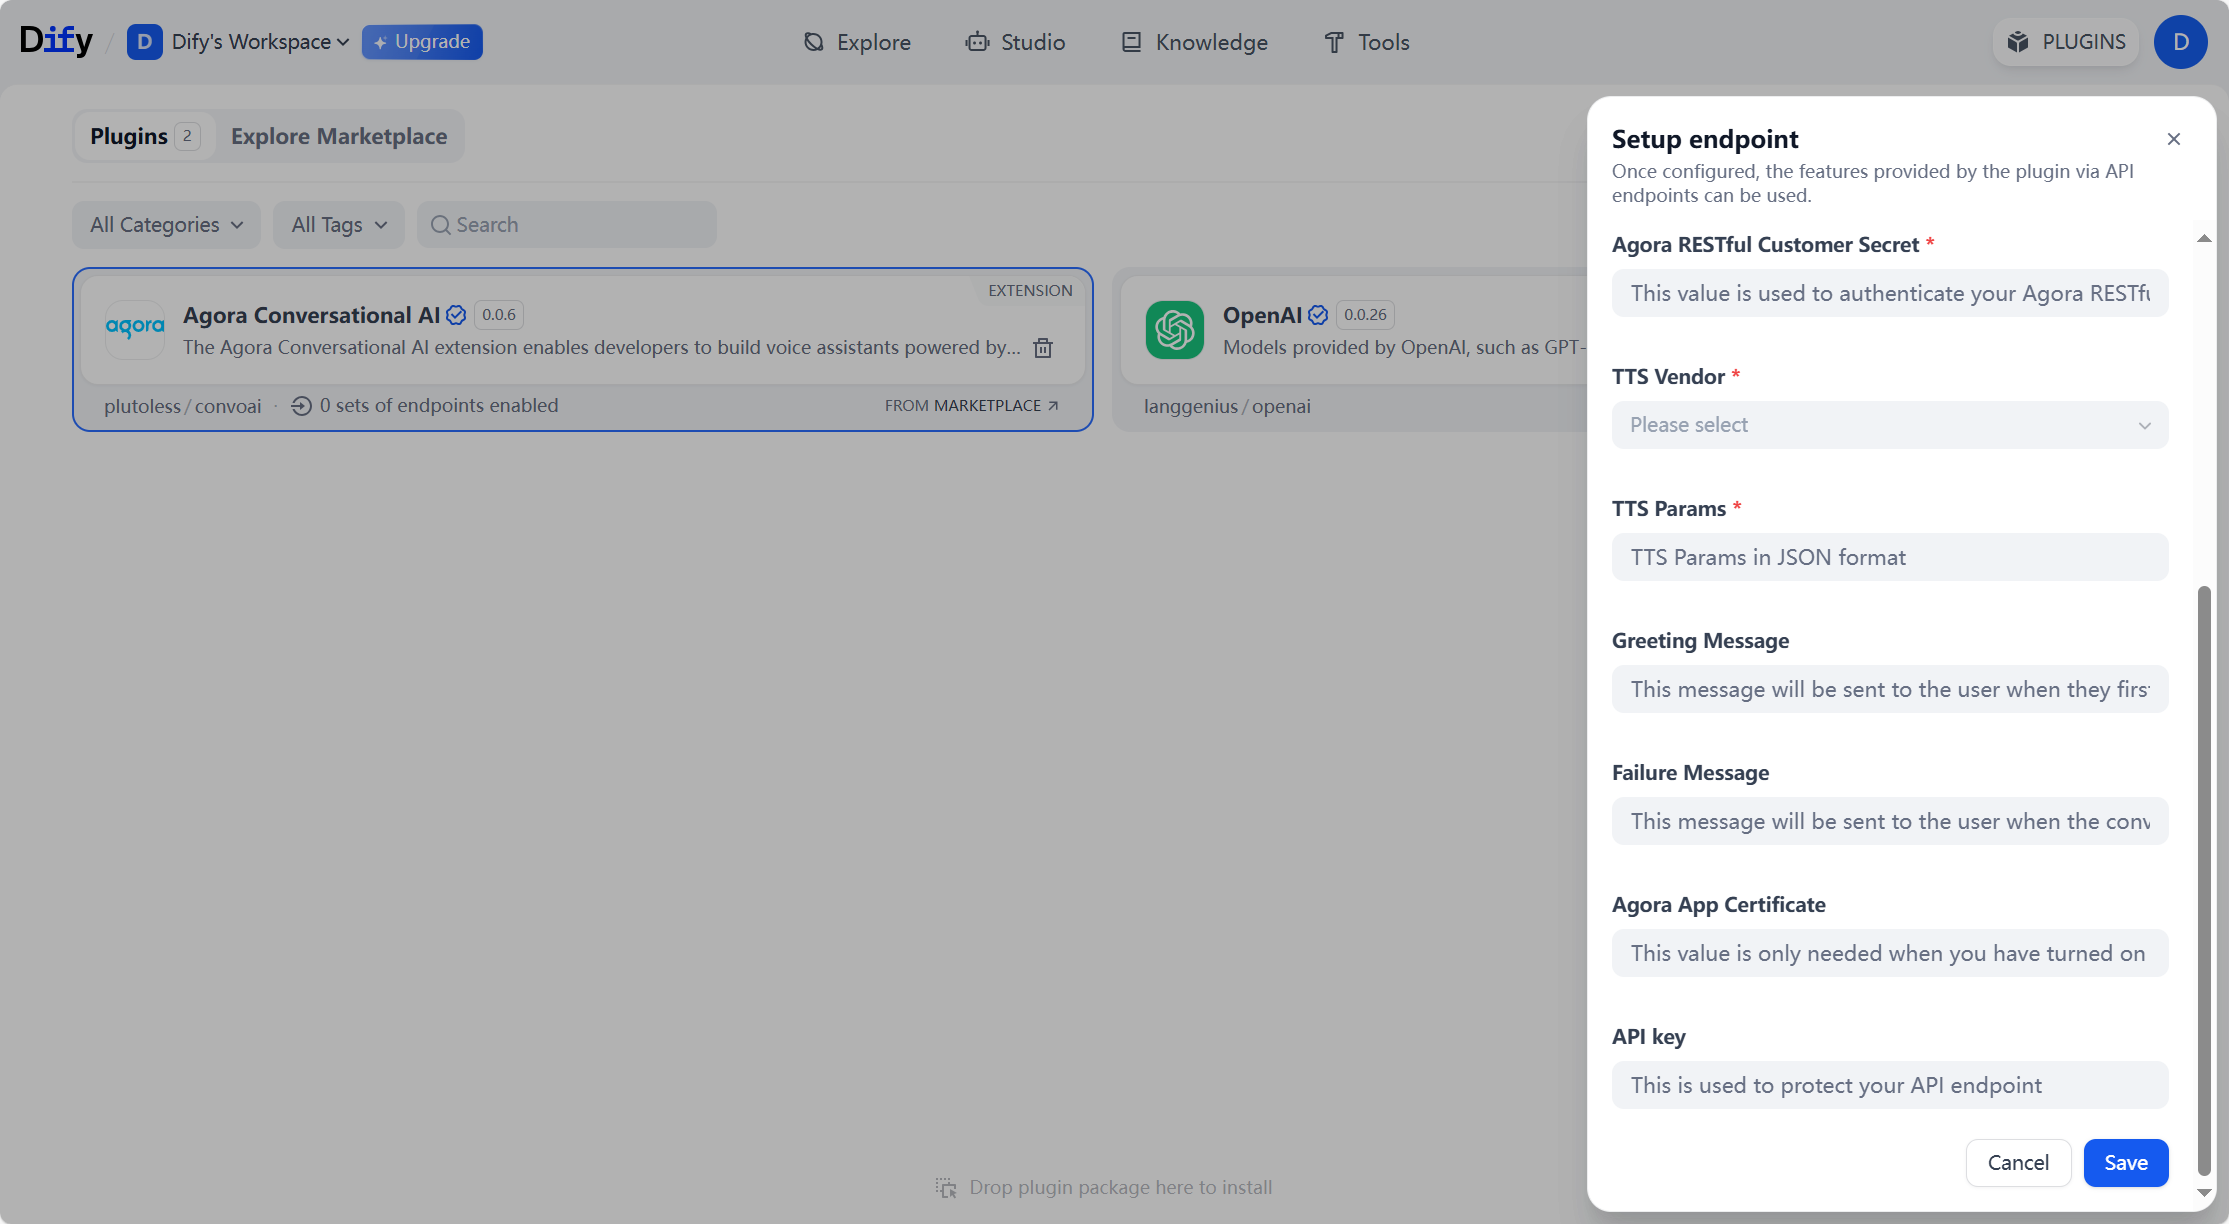 Dify / D Dify's Workspace Upgrade Explore Studio Knowledge Tools PLUGINS D
Plugins 2 Explore Marketplace
All Categories All Tags Search
EXTENSION
agora
Agora Conversational AI 0.0.6
The Agora Conversational AI extension enables developers to build voice assistants powered by...
plutoless / convoai · 0 sets of endpoints enabled FROM MARKETPLACE
OpenAI 0.0.26
Models provided by OpenAI, such as GPT-
langgenius / openai
Drop plugin package here to install
Setup endpoint
Once configured, the features provided by the plugin via API
endpoints can be used.
Agora RESTful Customer Secret *
This value is used to authenticate your Agora RESTfu
TTS Vendor *
Please select
TTS Params *
TTS Params in JSON format
Greeting Message
This message will be sent to the user when they firs
Failure Message
This message will be sent to the user when the conv
Agora App Certificate
This value is only needed when you have turned on
API key
This is used to protect your API endpoint
Cancel Save